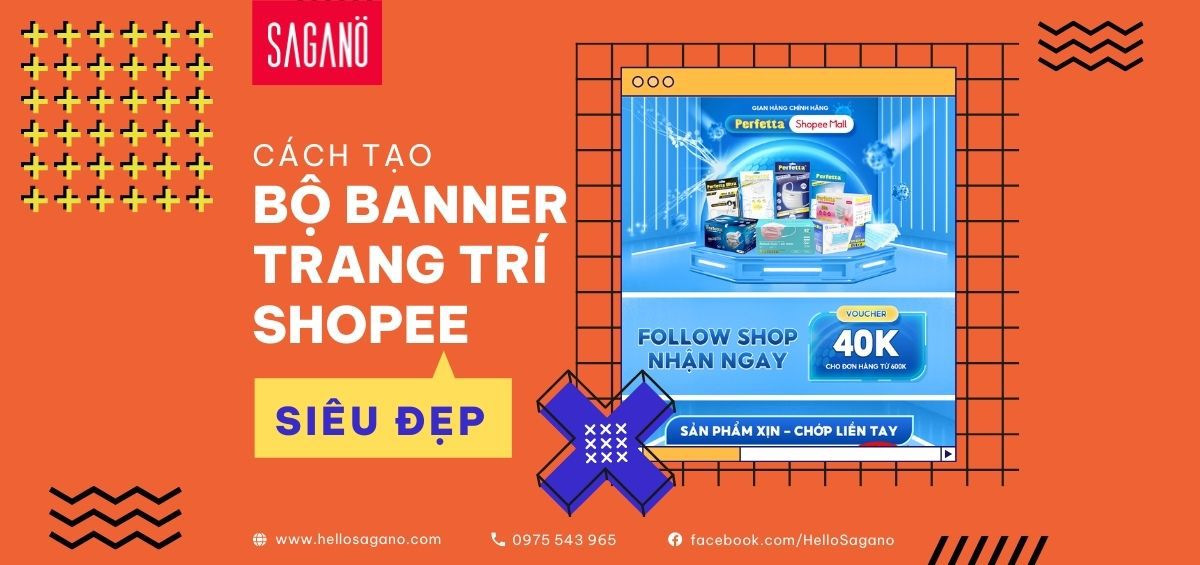 SAGANÖ
CÁCH TẠO
BỘ BANNER
TRANG TRÍ
SHOPEE
SIÊU ĐẸP
GIAN HÀNG CHÍNH HÃNG
Perfetta Shopee Mall
FOLLOW SHOP
NHẬN NGAY
VOUCHER
40K
CHO ĐƠN HÀNG TỪ 600K
SẢN PHẨM XỊN - CHỚP LIỀN TAY
www.hellosagano.com
0975 543 965
facebook.com/HelloSagano